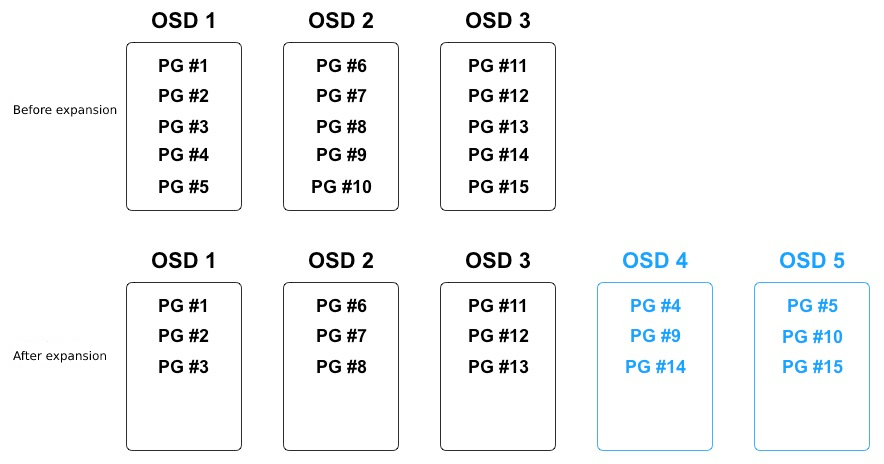 OSD 1 OSD 2 OSD 3
PG #1 PG #6 PG #11
PG #2 PG #7 PG #12
Before expansion
PG #3 PG #8 PG #13
PG #4 PG #9 PG #14
PG #5 PG #10 PG #15
OSD 1 OSD 2 OSD 3 OSD 4 OSD 5
PG #1 PG #6 PG #11 PG #4 PG #5
PG #2 PG #7 PG #12 PG #9 PG #10
After expansion
PG #3 PG #8 PG #13 PG #14 PG #15